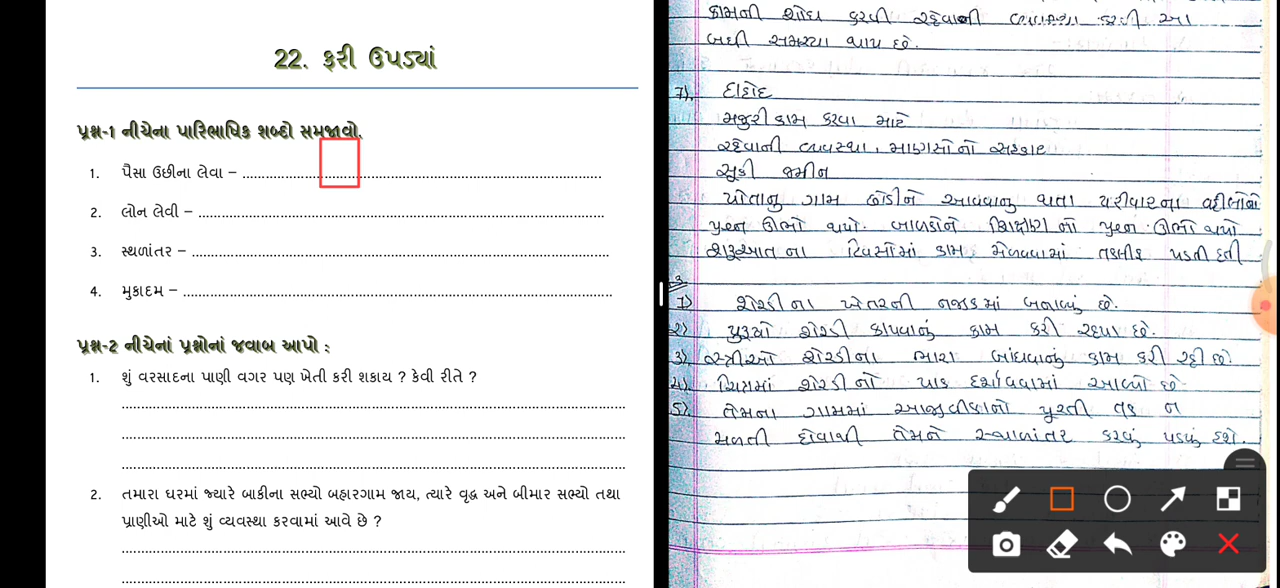 22. ફરી ઉપડ્યાં
પ્રશ્ન-1 નીચેના પારિભાષિક શબ્દો સમજાવો.
1. પૈસા ઉછીના લેવા – ......................................................
2. લોન લેવી – ......................................................
3. સ્થળાંતર – ......................................................
4. મુકાદમ – ......................................................
પ્રશ્ન-2 નીચેનાં પ્રશ્નોનાં જવાબ આપો :
1. શું વરસાદના પાણી વગર પણ ખેતી કરી શકાય ? કેવી રીતે ?
2. તમારા ઘરમાં જ્યારે બાકીના સભ્યો બહારગામ જાય, ત્યારે વૃદ્ધ અને બીમાર સભ્યો તથા
પ્રાણીઓ માટે શું વ્યવસ્થા કરવામાં આવે છે ?
કામની શોધ કરવી રહેવાની વ્યવસ્થા કરવી આ
બધી સમસ્યા થાય છે.
7). દાહોદ
મજુરી કામ કરવા માટે
રહેવાની વ્યવસ્થા, માણસોનો સહકાર
સુકી જમીન
પોતાનુ ગામ છોડીને આવવાનુ થતા પરીવારના વડીલોનો
પ્રશ્ન ઊભો થયો. બાળકોને શિક્ષણ નો પ્રશ્ન ઊભો થયો
શરૂઆત ના દિવસોમાં કામ મેળવવામાં તકલીફ પડતી હતી
3
1) શેરડી ના ખેતરની નજીકમાં બનાવ્યું છે.
2) પુરૂષો શેરડી કાપવાનું કામ કરી રહ્યા છે.
3) સ્ત્રીઓ શેરડીના ભારા બાંધવાનું કામ કરી રહી છે
4) ચિત્રમાં શેરડી નો પાક દર્શાવવામાં આવ્યો છે
5) તેમના ગામમાં આજીવીકાની પુરતી તક ન
મળતી હોવાથી તેમને સ્થળાંતર કરવું પડ્યું હશે.